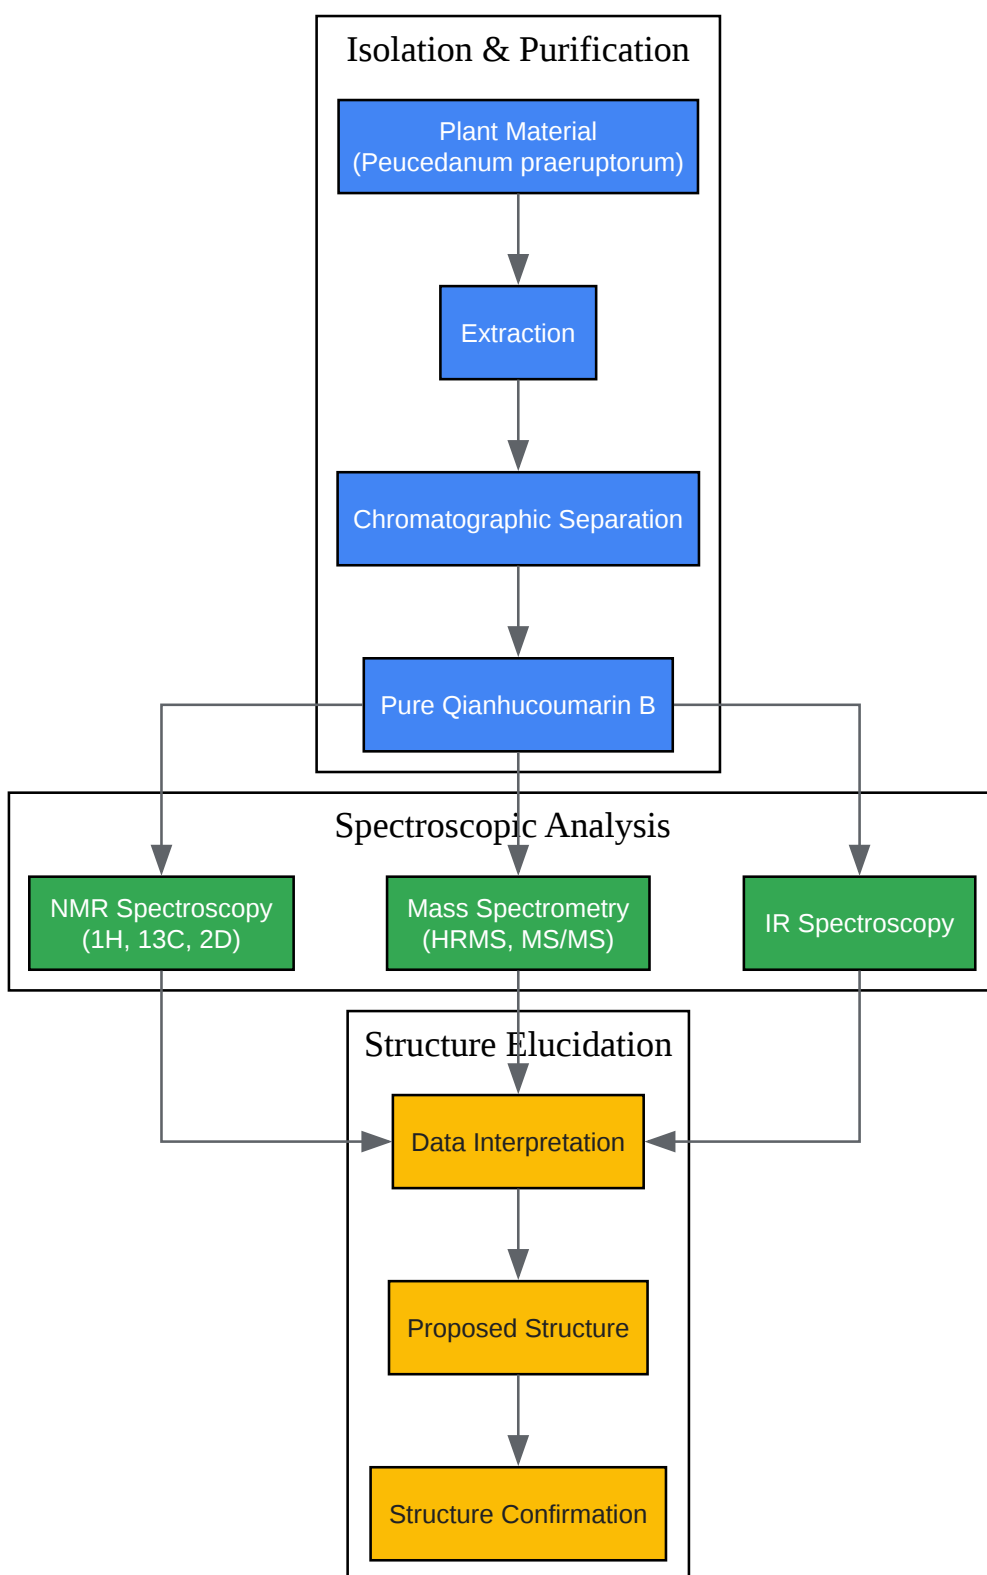 Isolation & Purification
Plant Material
(Peucedanum praeruptorum)
Extraction
Chromatographic Separation
Pure Qianhucoumarin B
Spectroscopic Analysis
NMR Spectroscopy
(1H, 13C, 2D)
Mass Spectrometry
(HRMS, MS/MS)
IR Spectroscopy
Structure Elucidation
Data Interpretation
Proposed Structure
Structure Confirmation